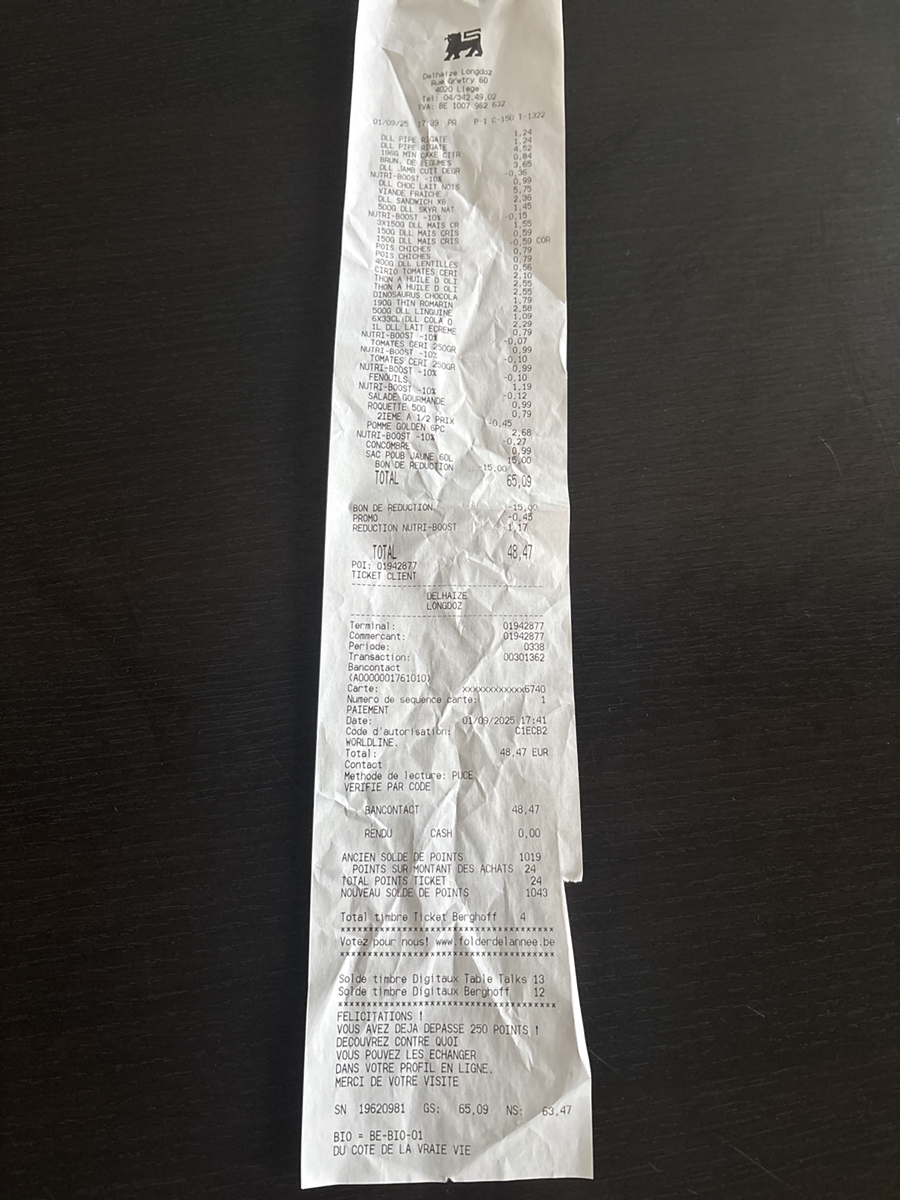 Delhaize Longdoz
Rue Gretry 60
4020 Liege
Tel: 04/342.49.02
TVA: BE 1007 962 632
01/09/25 17:39 PR P-1 C-150 T-1322
DLL PIPE RIGATE 1,24
DLL PIPE RIGATE 1,24
190G MIN CAKE CITR 4,52
BRUN. DE LEGUMES 0,84
DLL JAMB CUIT DEGR 3,65
NUTRI-BOOST -10% -0,36
DLL CHOC LAIT NOIS 0,99
VIANDE FRAICHE 5,75
DLL SANDWICH X8 2,36
500G DLL SKYR NAT 1,45
NUTRI-BOOST -10% -0,15
3X150G DLL MAIS CR 1,55
150G DLL MAIS CRIS 0,59
150G DLL MAIS CRIS -0,59 COR
POIS CHICHES 0,79
POIS CHICHES 0,79
400G DLL LENTILLES 0,56
CIRIO TOMATES CERI 2,10
THON A HUILE D OLI 2,55
THON A HUILE D OLI 2,55
DINOSAURUS CHOCOLA 1,79
190G THIN ROMARIN 2,58
500G DLL LINGUINE 1,09
6X33CL DLL COLA 0 2,29
1L DLL LAIT ECREME 0,79
NUTRI-BOOST -10% -0,07
TOMATES CERI 250GR 0,99
NUTRI-BOOST -10% -0,10
TOMATES CERI 250GR 0,99
NUTRI-BOOST -10% -0,10
FENOUILS 1,19
NUTRI-BOOST -10% -0,12
SALADE GOURMANDE 0,99
ROQUETTE 50G 0,79
2IEME A 1/2 PRIX -0,45
POMME GOLDEN 6PC 2,68
NUTRI-BOOST -10% -0,27
CONCOMBRE 0,99
SAC POUB JAUNE 60L 15,00
BON DE REDUCTION -15,00
TOTAL 65,09
BON DE REDUCTION -15,00
PROMO -0,45
REDUCTION NUTRI-BOOST -1,17
TOTAL 48,47
POI: 01942877
TICKET CLIENT
DELHAIZE
LONGDOZ
Terminal: 01942877
Commercant: 01942877
Periode: 0338
Transaction: 00301362
Bancontact
(A0000001761010)
Carte: xxxxxxxxxxxx6740
Numero de sequence carte: 1
PAIEMENT
Date: 01/09/2025 17:41
Code d'autorisation: C1ECB2
WORLDLINE.
Total: 48,47 EUR
Contact
Methode de lecture: PUCE
VERIFIE PAR CODE
BANCONTACT 48,47
RENDU CASH 0,00
ANCIEN SOLDE DE POINTS 1019
POINTS SUR MONTANT DES ACHATS 24
TOTAL POINTS TICKET 24
NOUVEAU SOLDE DE POINTS 1043
Total timbre Ticket Berghoff 4
***********************************
Votez pour nous! www.folderdelannee.be
***********************************
Solde timbre Digitaux Table Talks 13
Solde timbre Digitaux Berghoff 12
***********************************
FELICITATIONS !
VOUS AVEZ DEJA DEPASSE 250 POINTS !
DECOUVREZ CONTRE QUOI
VOUS POUVEZ LES ECHANGER
DANS VOTRE PROFIL EN LIGNE.
MERCI DE VOTRE VISITE
SN 19620981 GS: 65,09 NS: 63,47
BIO = BE-BIO-01
DU COTE DE LA VRAIE VIE